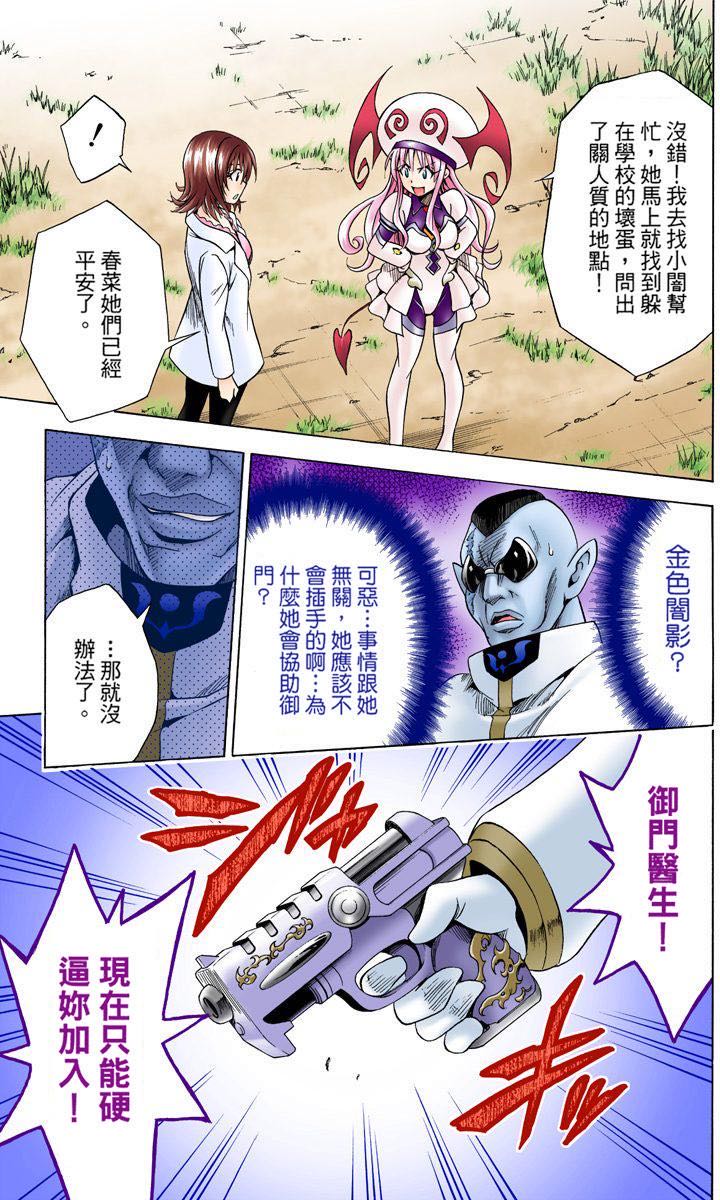 沒錯！我去找小闇幫
忙，她馬上就找到躲
在學校的壞蛋，問出
了關人質的地點！
！
春菜她們已經
平安了。
金色闇影？
可惡…事情跟她
無關，她應該不
會插手的啊…為
什麼她會協助御
門？
…那就沒
辦法了。
御門醫生！
ジャ
キ
現在只能硬
逼妳加入！